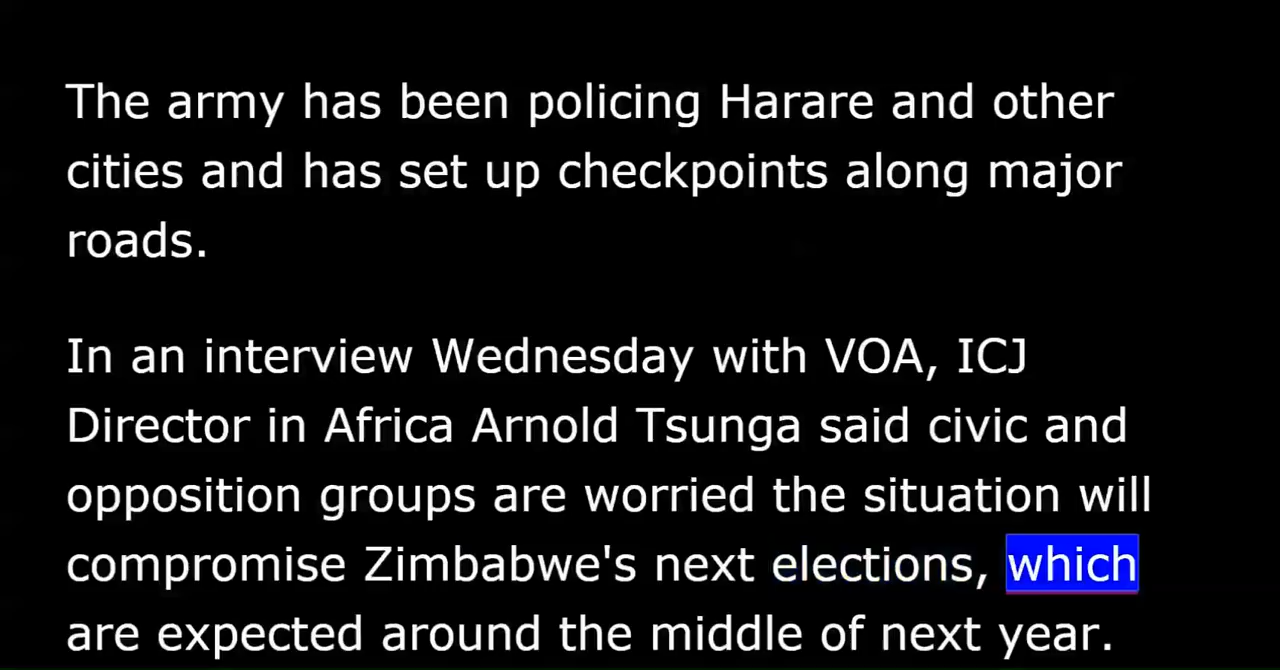 The army has been policing Harare and other
cities and has set up checkpoints along major
roads.
In an interview Wednesday with VOA, ICJ
Director in Africa Arnold Tsunga said civic and
opposition groups are worried the situation will
compromise Zimbabwe's next elections, which
are expected around the middle of next year.